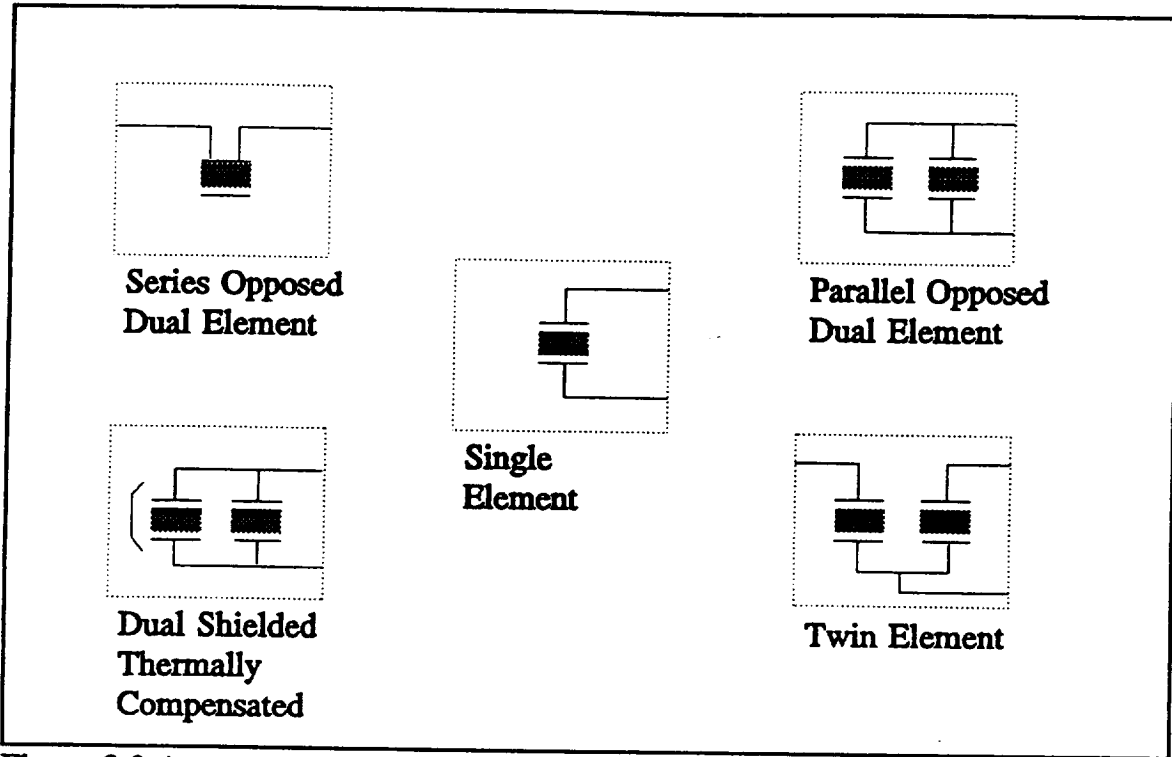 Series Opposed
Dual Element
Parallel Opposed
Dual Element
Single
Element
Dual Shielded
Thermally
Compensated
Twin Element